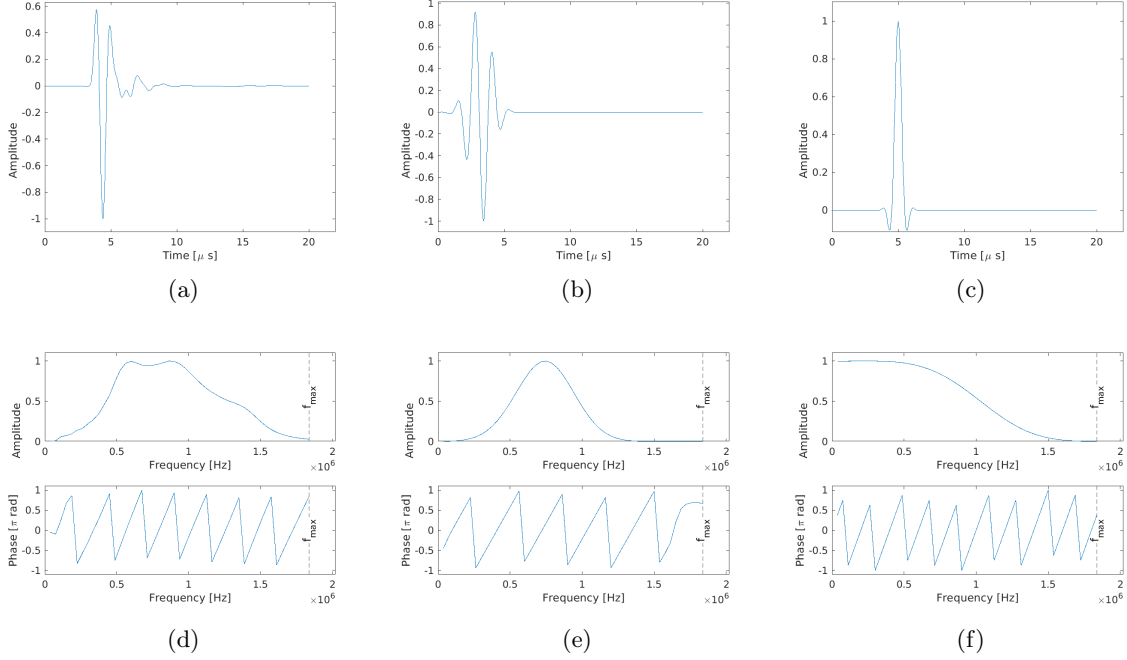 0.6
0.4
0.2
0
-0.2
-0.4
-0.6
-0.8
-1
Amplitude
0 5 10 15 20
Time [μ s]
(a)
1
0.8
0.6
0.4
0.2
0
-0.2
-0.4
-0.6
-0.8
-1
Amplitude
0 5 10 15 20
Time [μ s]
(b)
1
0.8
0.6
0.4
0.2
0
Amplitude
0 5 10 15 20
Time [μ s]
(c)
1
0.5
0
Amplitude
f_max
0 0.5 1 1.5 2
Frequency [Hz]
×10^6
1
0.5
0
-0.5
-1
Phase [π rad]
f_max
0 0.5 1 1.5 2
Frequency [Hz]
×10^6
(d)
1
0.5
0
Amplitude
f_max
0 0.5 1 1.5 2
Frequency [Hz]
×10^6
1
0.5
0
-0.5
-1
Phase [π rad]
f_max
0 0.5 1 1.5 2
Frequency [Hz]
×10^6
(e)
1
0.5
0
Amplitude
f_max
0 0.5 1 1.5 2
Frequency [Hz]
×10^6
1
0.5
0
-0.5
-1
Phase [π rad]
f_max
0 0.5 1 1.5 2
Frequency [Hz]
×10^6
(f)